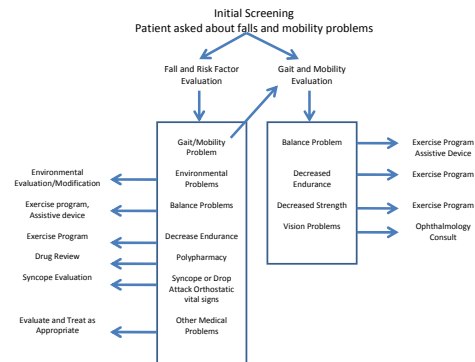 Initial Screening
Patient asked about falls and mobility problems
Fall and Risk Factor
Evaluation
Gait and Mobility
Evaluation
Gait/Mobility
Problem
Environmental
Problems
Balance Problems
Decrease Endurance
Polypharmacy
Syncope or Drop
Attack Orthostatic
vital signs
Other Medical
Problems
Environmental
Evaluation/Modification
Exercise program,
Assistive device
Exercise Program
Drug Review
Syncope Evaluation
Evaluate and Treat as
Appropriate
Balance Problem
Decreased
Endurance
Decreased Strength
Vision Problems
Exercise Program
Assistive Device
Exercise Program
Exercise Program
Ophthalmology
Consult